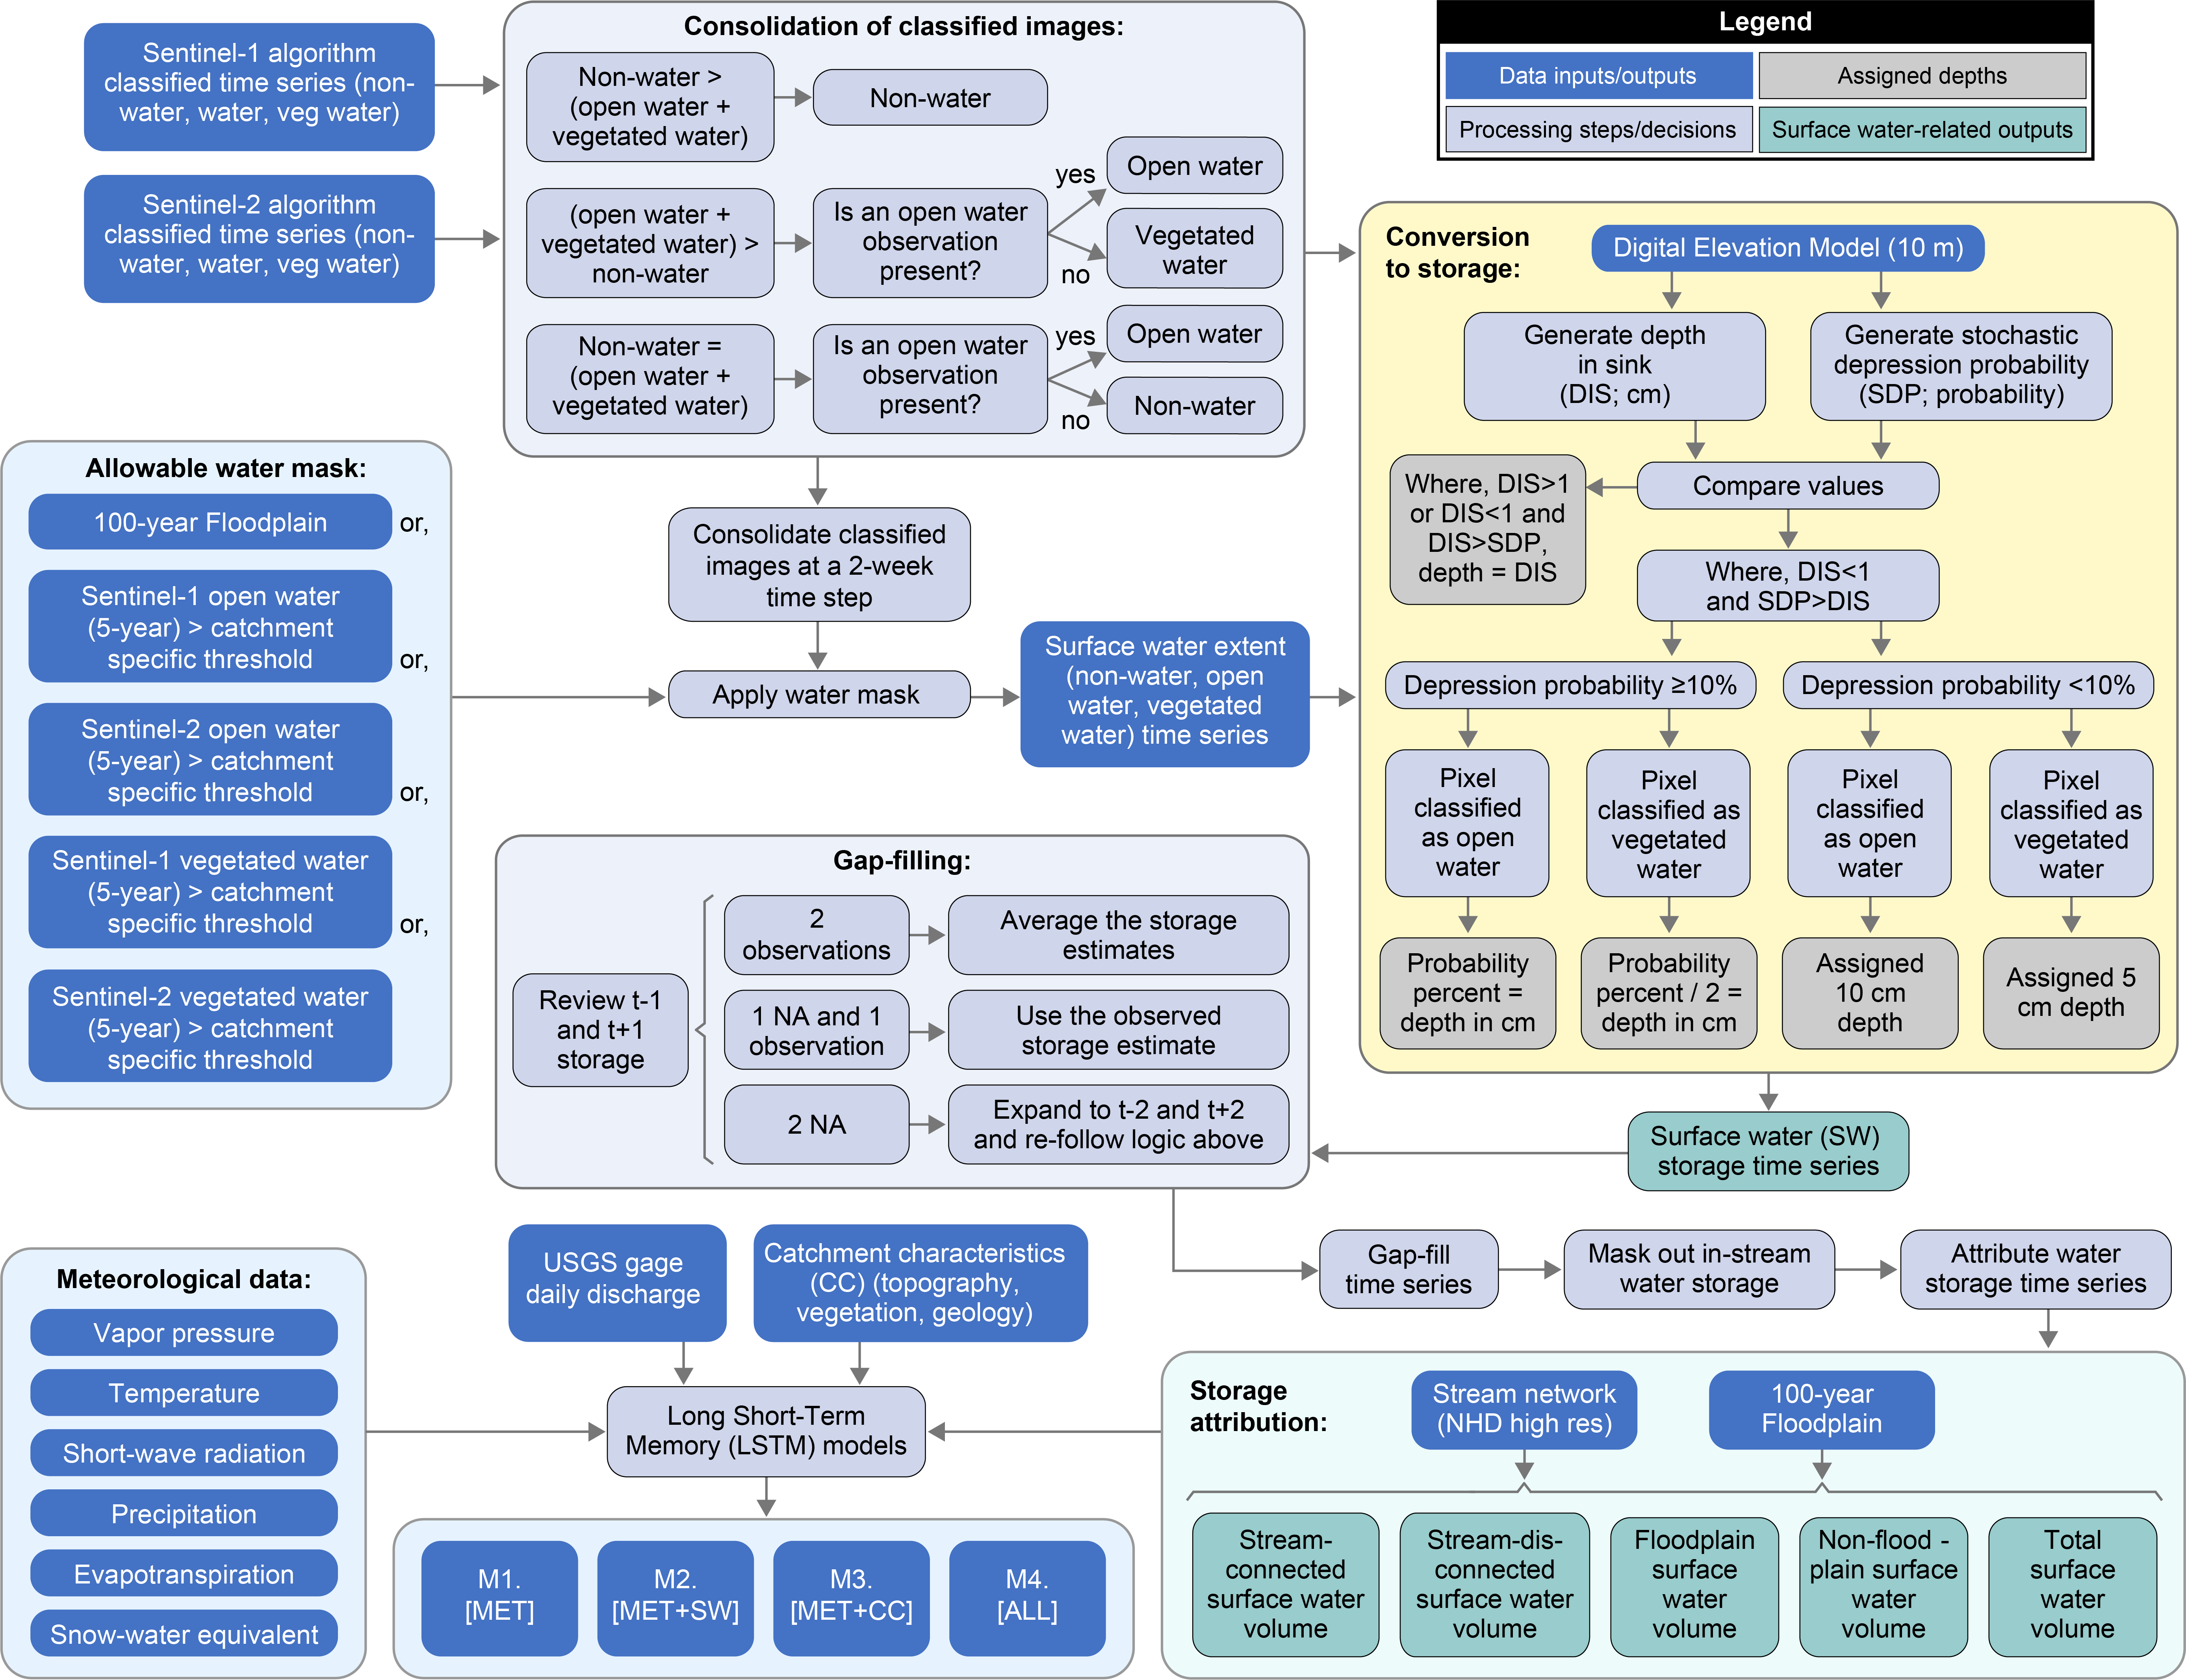 Sentinel-1 algorithm
classified time series (non-
water, water, veg water)
Sentinel-2 algorithm
classified time series (non-
water, water, veg water)
Consolidation of classified images:
Non-water >
(open water +
vegetated water)
Non-water
(open water +
vegetated water) >
non-water
Is an open water
observation
present?
yes
Open water
no
Vegetated
water
Non-water =
(open water +
vegetated water)
Is an open water
observation
present?
yes
Open water
no
Non-water
Legend
Data inputs/outputs
Assigned depths
Processing steps/decisions
Surface water-related outputs
Allowable water mask:
100-year Floodplain
or,
Sentinel-1 open water
(5-year) > catchment
specific threshold
or,
Sentinel-2 open water
(5-year) > catchment
specific threshold
or,
Sentinel-1 vegetated water
(5-year) > catchment
specific threshold
or,
Sentinel-2 vegetated water
(5-year) > catchment
specific threshold
Consolidate classified
images at a 2-week
time step
Apply water mask
Surface water extent
(non-water, open
water, vegetated
water) time series
Conversion
to storage:
Digital Elevation Model (10 m)
Generate depth
in sink
(DIS; cm)
Generate stochastic
depression probability
(SDP; probability)
Compare values
Where, DIS>1
or DIS<1 and
DIS>SDP,
depth = DIS
Where, DIS<1
and SDP>DIS
Depression probability ≥10%
Depression probability <10%
Pixel
classified
as open
water
Pixel
classified as
vegetated
water
Pixel
classified
as open
water
Pixel
classified as
vegetated
water
Probability
percent =
depth in cm
Probability
percent / 2 =
depth in cm
Assigned
10 cm
depth
Assigned 5
cm depth
Surface water (SW)
storage time series
Gap-filling:
Review t-1
and t+1
storage
2
observations
Average the storage
estimates
1 NA and 1
observation
Use the observed
storage estimate
2 NA
Expand to t-2 and t+2
and re-follow logic above
Gap-fill
time series
Mask out in-stream
water storage
Attribute water
storage time series
Meteorological data:
Vapor pressure
Temperature
Short-wave radiation
Precipitation
Evapotranspiration
Snow-water equivalent
USGS gage
daily discharge
Catchment characteristics
(CC) (topography,
vegetation, geology)
Long Short-Term
Memory (LSTM) models
M1.
[MET]
M2.
[MET+SW]
M3.
[MET+CC]
M4.
[ALL]
Storage
attribution:
Stream network
(NHD high res)
100-year
Floodplain
Stream-
connected
surface water
volume
Stream-dis-
connected
surface water
volume
Floodplain
surface
water
volume
Non-flood -
plain surface
water
volume
Total
surface
water
volume